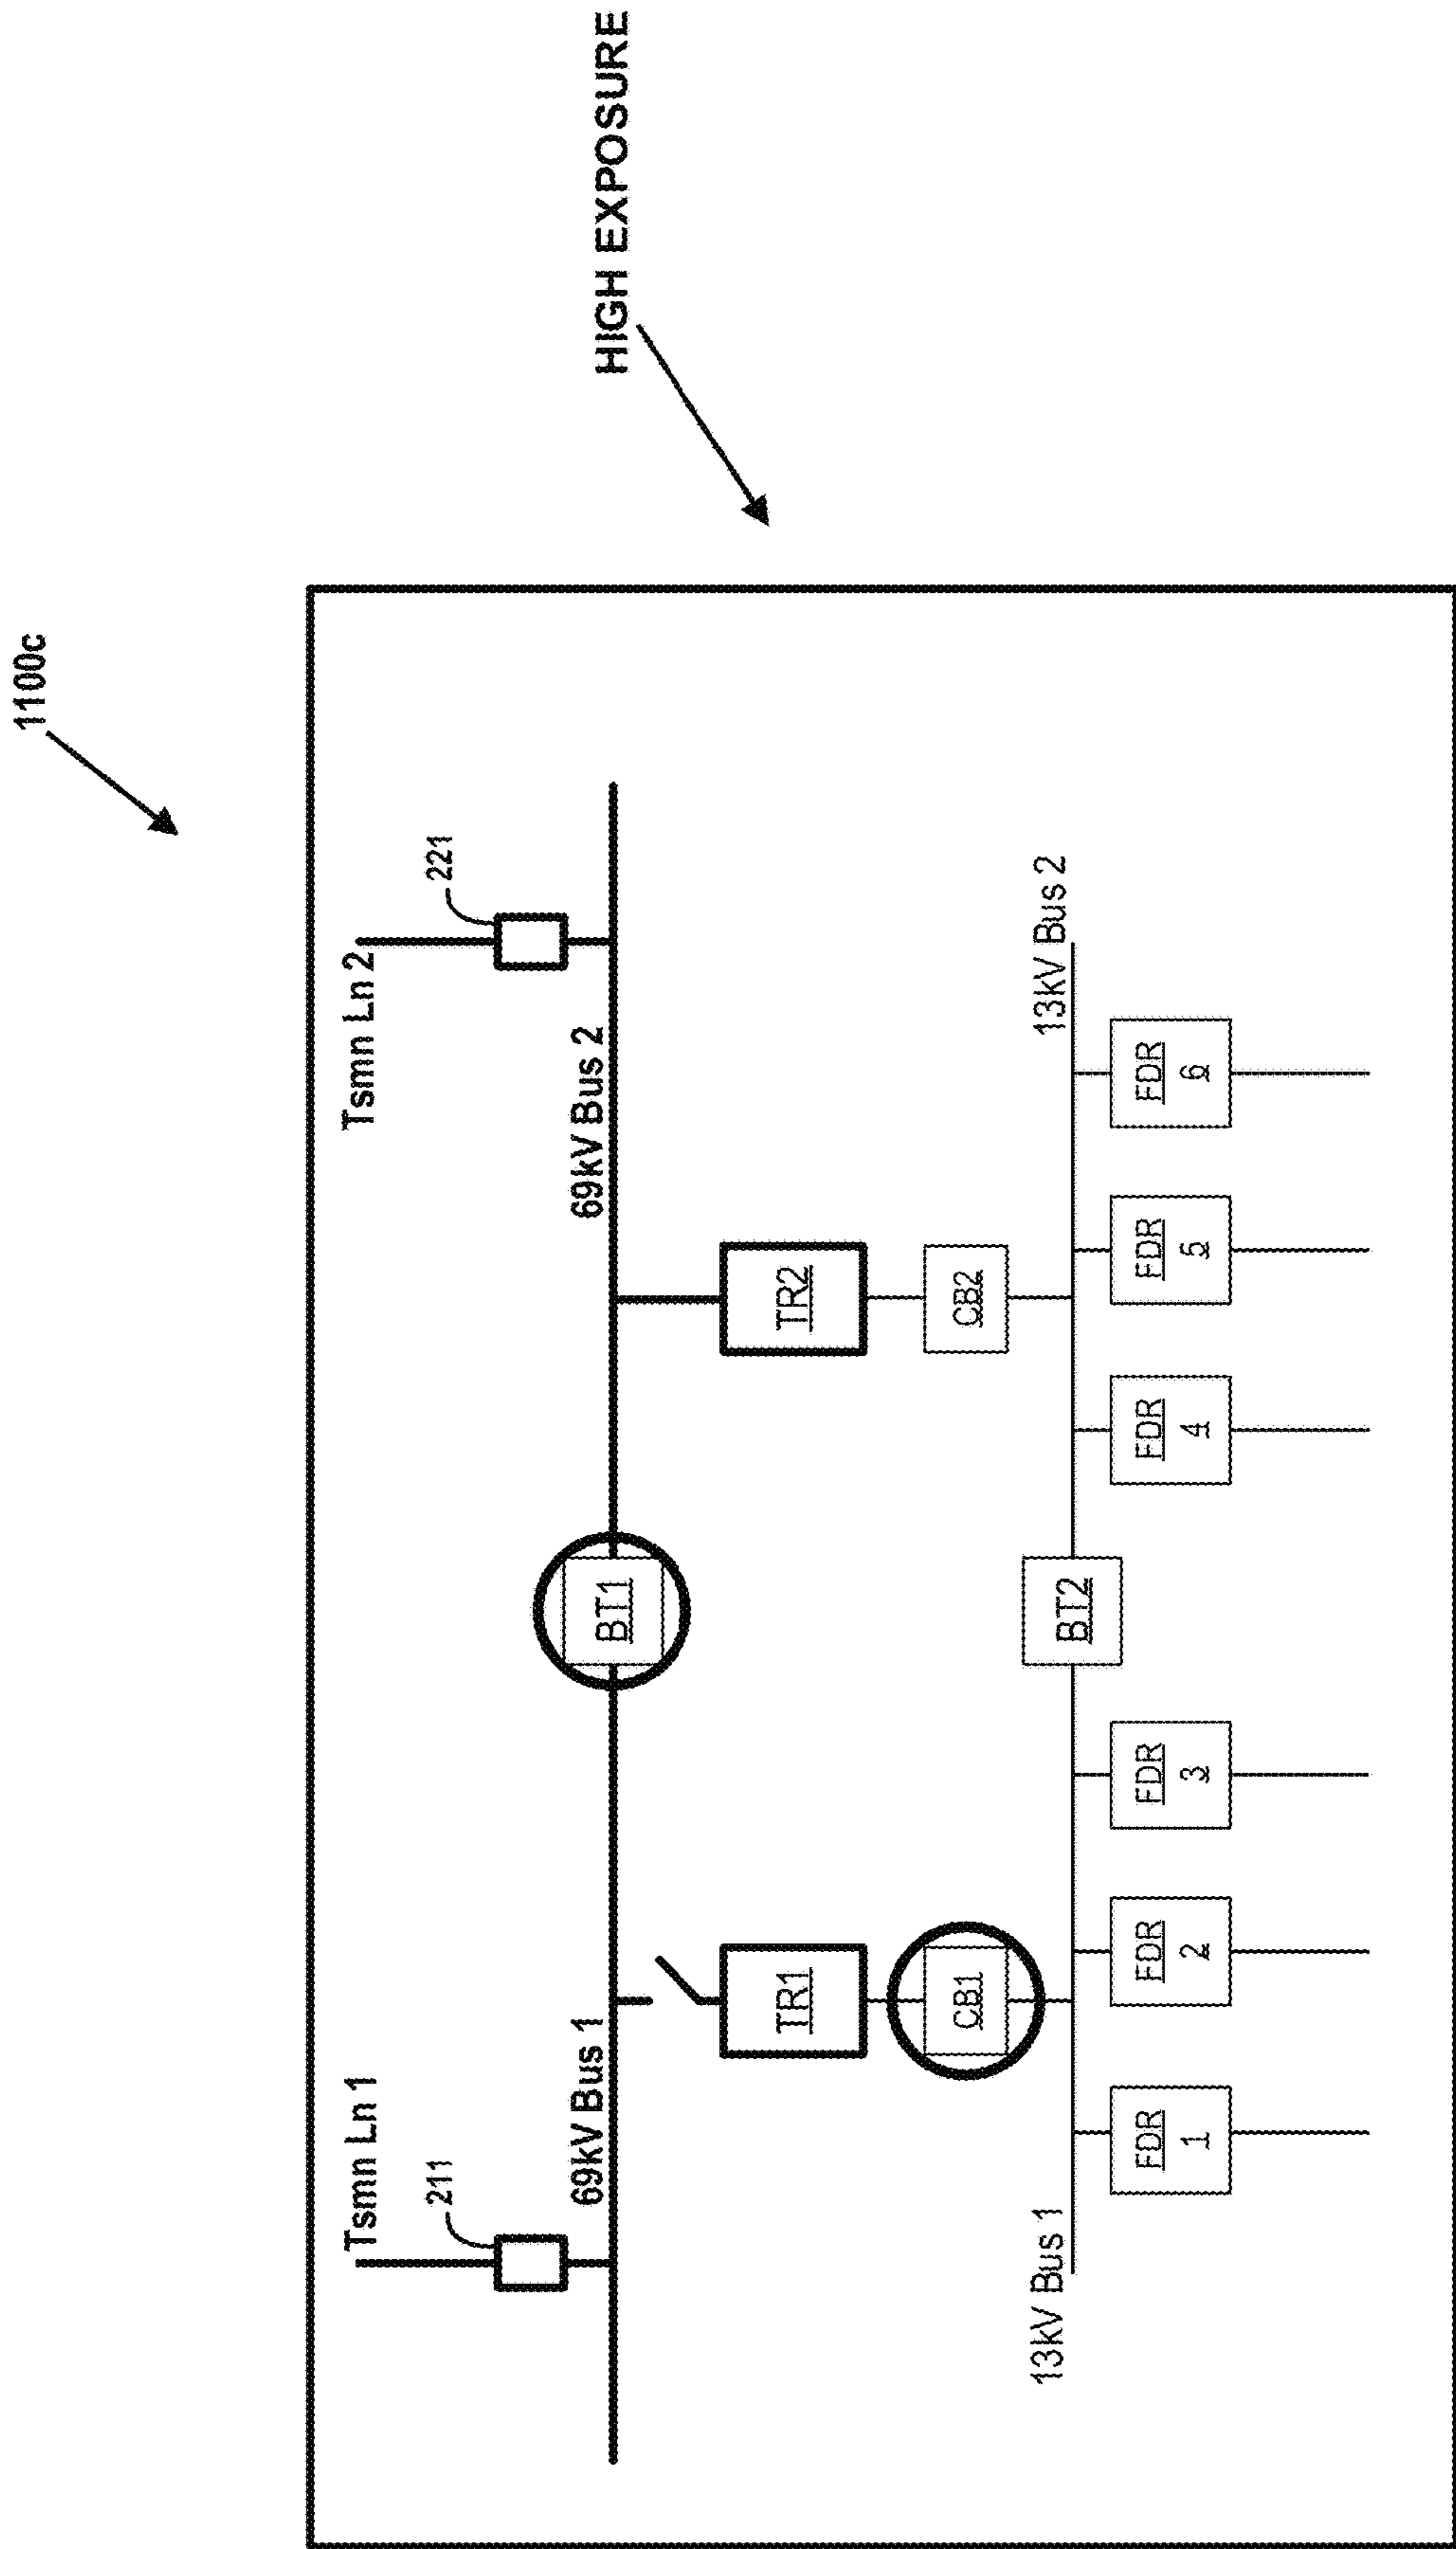 1100c
HIGH EXPOSURE
Tsmn Ln 1
Tsmn Ln 2
211
221
69kV Bus 1
69kV Bus 2
BT1
TR1
TR2
CB1
CB2
13kV Bus 1
BT2
13kV Bus 2
FDR
1
FDR
2
FDR
3
FDR
4
FDR
5
FDR
6